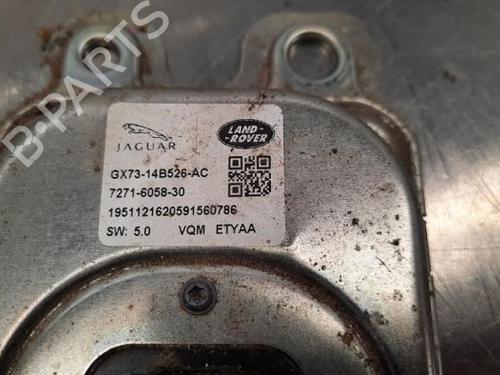 JAGUAR
LAND-
ROVER
GX73-14B526-AC
7271-6058-30
1951121620591560786
SW: 5.0 VQM ETYAA
B-PARTS